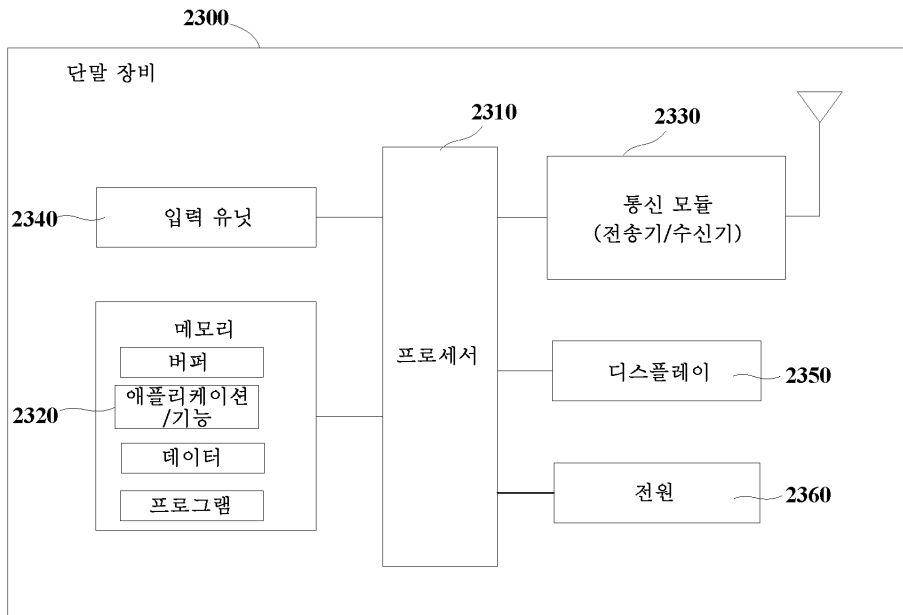 2300
단말 장비
2310
2330
2340
입력 유닛
통신 모듈
(전송기/수신기)
메모리
버퍼
2320
애플리케이션
/기능
데이터
프로그램
프로세서
디스플레이
2350
전원
2360